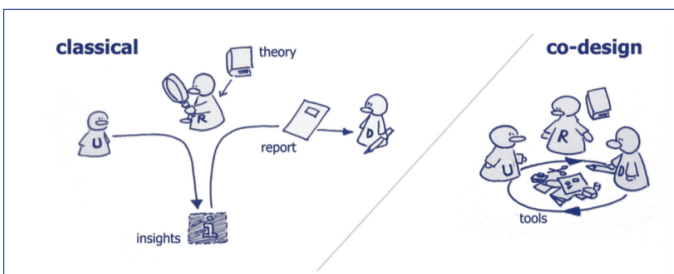 classical
theory
R
U
D
report
i
insights
co-design
R
U
D
tools